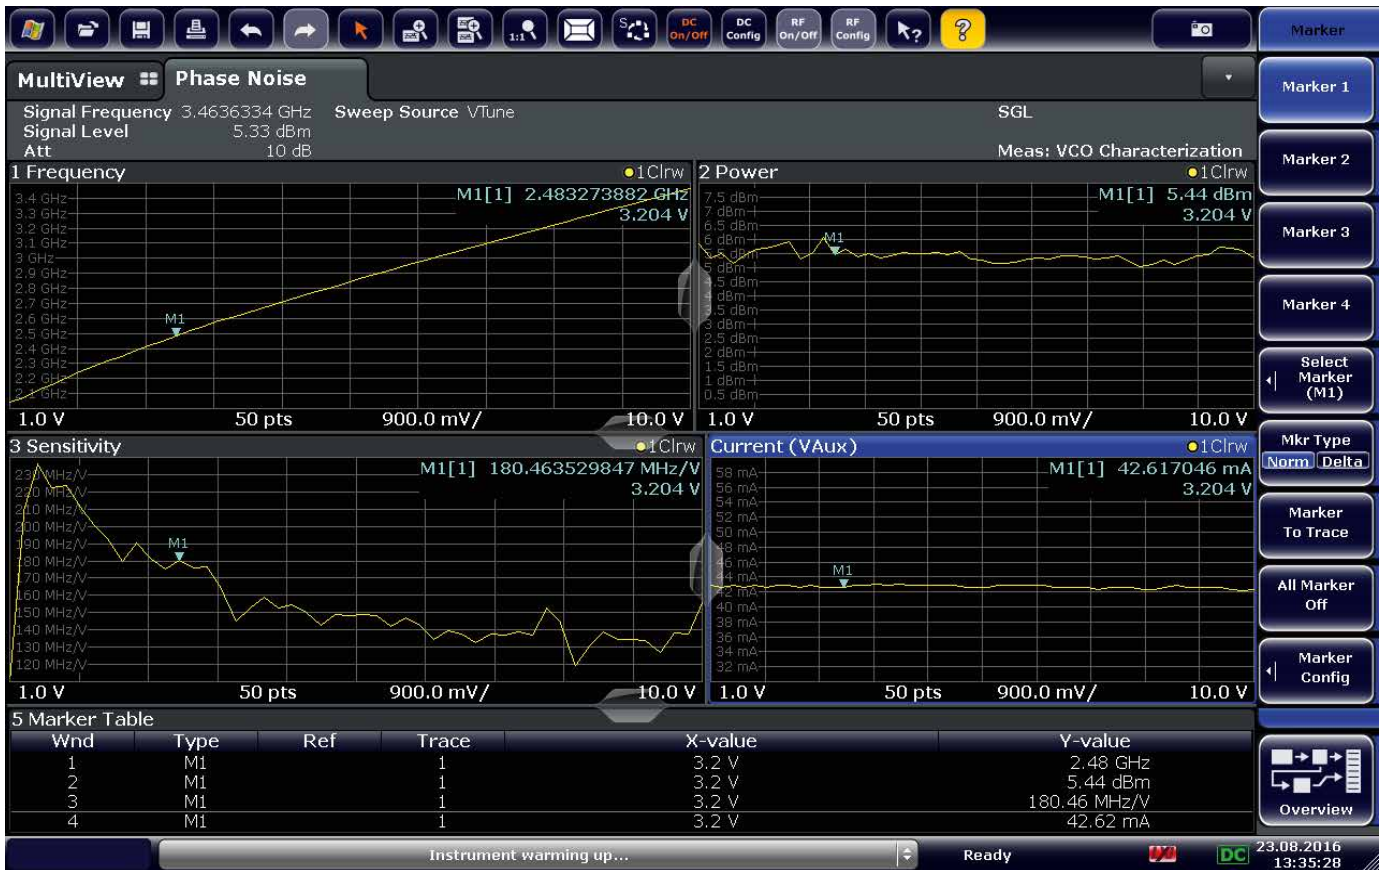 1:1
S
DC On/Off
DC Config
RF On/Off
RF Config
?
?
Marker
MultiView
Phase Noise
Signal Frequency 3.4636334 GHz Sweep Source VTune SGL
Signal Level 5.33 dBm
Att 10 dB Meas: VCO Characterization
1 Frequency 1Clrw
M1[1] 2.483273882 GHz
3.204 V
3.4 GHz
3.3 GHz
3.2 GHz
3.1 GHz
3 GHz
2.9 GHz
2.8 GHz
2.7 GHz
2.6 GHz
2.5 GHz
2.4 GHz
2.3 GHz
2.2 GHz
2.1 GHz
M1
1.0 V 50 pts 900.0 mV/ 10.0 V
2 Power 1Clrw
M1[1] 5.44 dBm
3.204 V
7.5 dBm
7 dBm
6.5 dBm
6 dBm
5 dBm
4.5 dBm
4 dBm
3.5 dBm
3 dBm
2.5 dBm
2 dBm
1.5 dBm
1 dBm
0.5 dBm
M1
1.0 V 50 pts 900.0 mV/ 10.0 V
3 Sensitivity 1Clrw
M1[1] 180.463529847 MHz/V
3.204 V
230 MHz/V
220 MHz/V
210 MHz/V
200 MHz/V
190 MHz/V
180 MHz/V
170 MHz/V
160 MHz/V
150 MHz/V
140 MHz/V
130 MHz/V
120 MHz/V
M1
1.0 V 50 pts 900.0 mV/ 10.0 V
Current (VAux) 1Clrw
M1[1] 42.617046 mA
3.204 V
58 mA
56 mA
54 mA
52 mA
50 mA
48 mA
46 mA
44 mA
42 mA
40 mA
38 mA
36 mA
34 mA
32 mA
M1
1.0 V 50 pts 900.0 mV/ 10.0 V
5 Marker Table
Wnd Type Ref Trace X-value Y-value
1 M1 1 3.2 V 2.48 GHz
2 M1 1 3.2 V 5.44 dBm
3 M1 1 3.2 V 180.46 MHz/V
4 M1 1 3.2 V 42.62 mA
Marker 1
Marker 2
Marker 3
Marker 4
Select
Marker
(M1)
Mkr Type
Norm Delta
Marker
To Trace
All Marker
Off
Marker
Config
Overview
Instrument warming up...
Ready
DC
23.08.2016
13:35:28